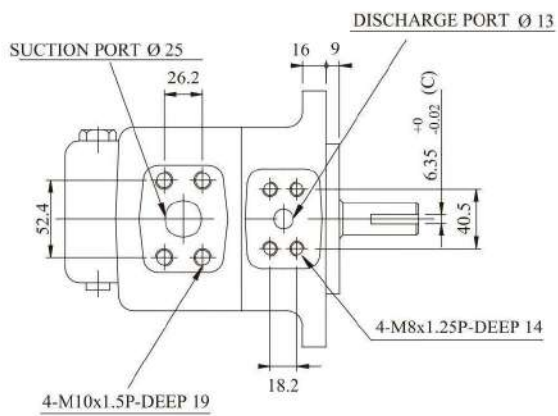 DISCHARGE PORT Ø 13
SUCTION PORT Ø 25
16
9
26.2
6.35 +0 -0.02 (C)
52.4
40.5
4-M8x1.25P-DEEP 14
18.2
4-M10x1.5P-DEEP 19